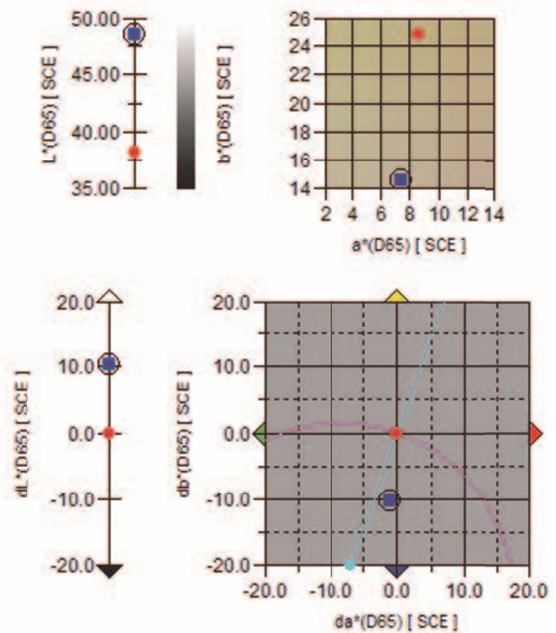 50.00
45.00
40.00
35.00
L*(D65) [ SCE ]
26
24
22
20
18
16
14
b*(D65) [ SCE ]
2 4 6 8 10 12 14
a*(D65) [ SCE ]
20.0
10.0
0.0
-10.0
-20.0
dL*(D65) [ SCE ]
20.0
10.0
0.0
-10.0
-20.0
db*(D65) [ SCE ]
-20.0 -10.0 0.0 10.0 20.0
da*(D65) [ SCE ]